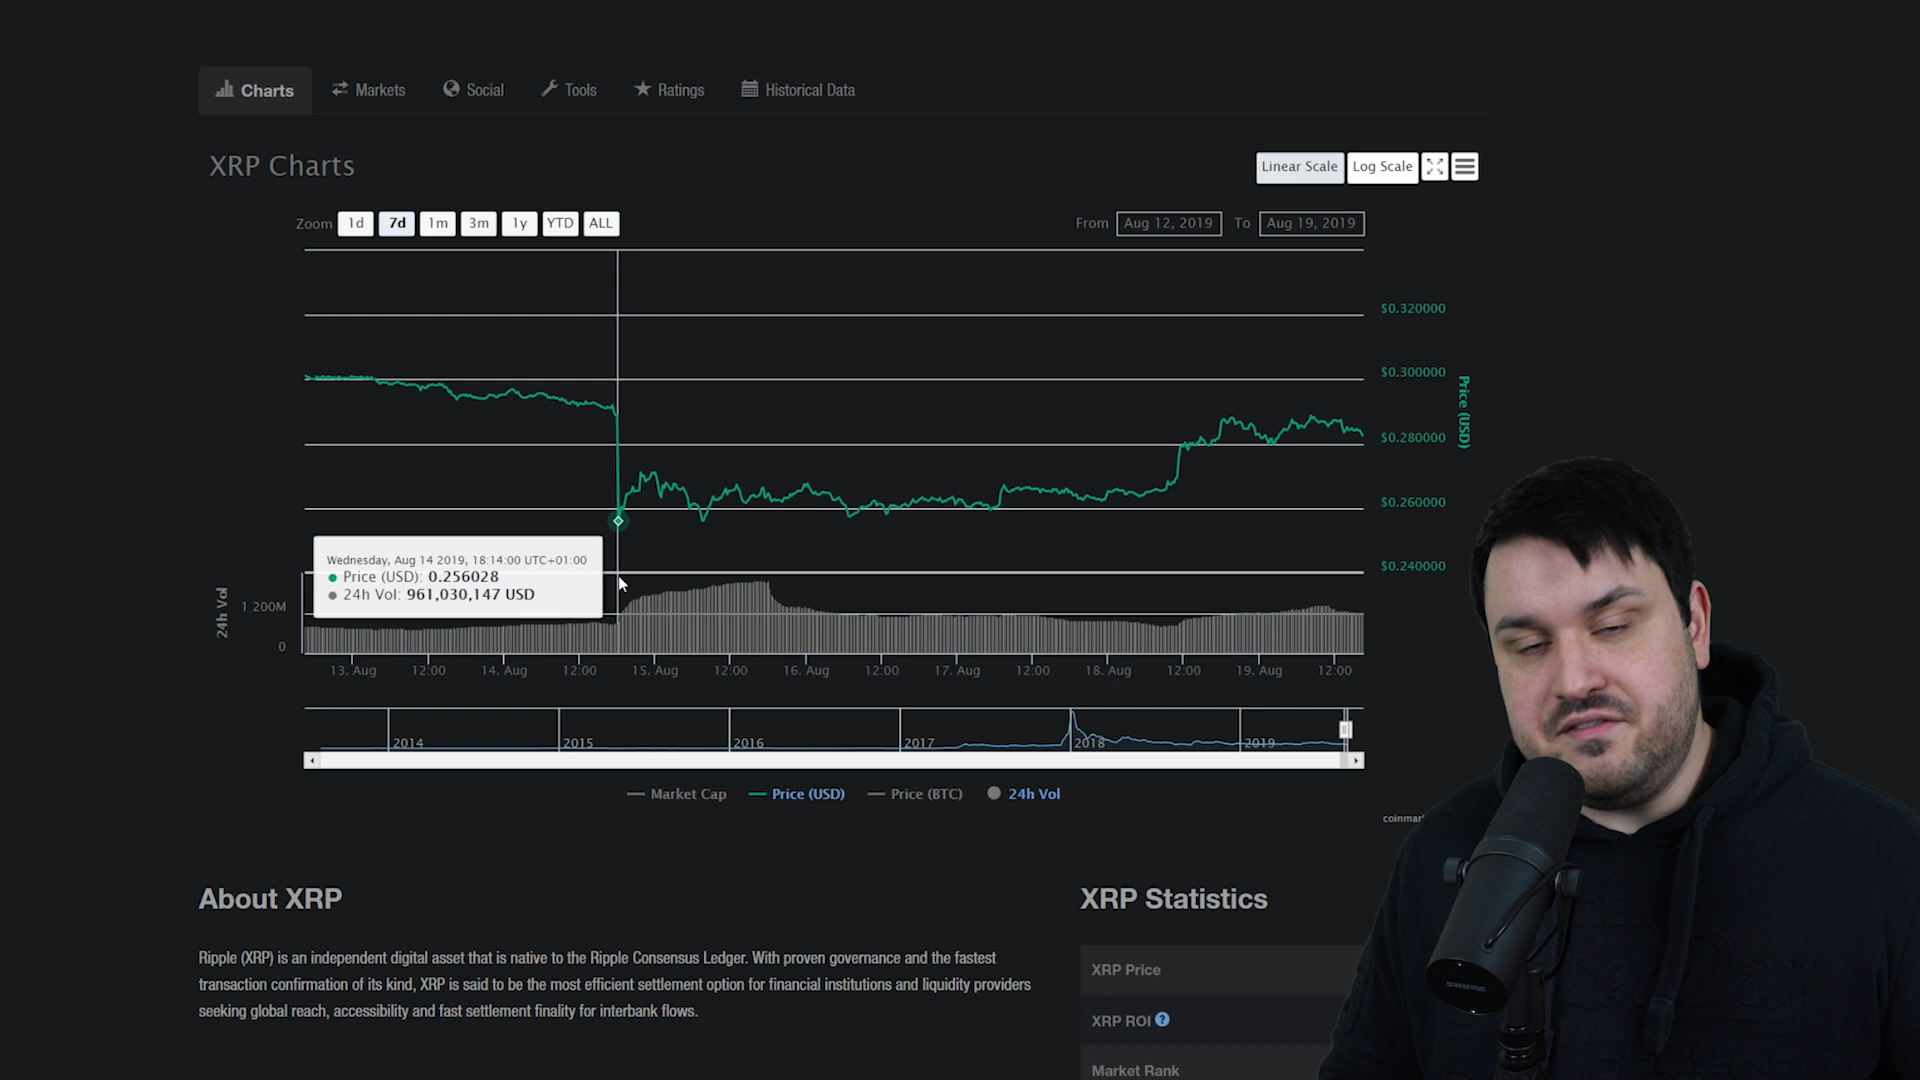 Charts Markets Social Tools Ratings Historical Data
XRP Charts
Linear Scale Log Scale
Zoom 1d 7d 1m 3m 1y YTD ALL
From Aug 12, 2019 To Aug 19, 2019
$0.320000
$0.300000
$0.280000
$0.260000
$0.240000
Price (USD)
Wednesday, Aug 14 2019, 18:14:00 UTC+01:00
Price (USD): 0.256028
24h Vol: 961,030,147 USD
24h Vol
1 200M
0
13. Aug 12:00 14. Aug 12:00 15. Aug 12:00 16. Aug 12:00 17. Aug 12:00 18. Aug 12:00 19. Aug 12:00
2014 2015 2016 2017 2018 2019
Market Cap Price (USD) Price (BTC) 24h Vol
coinmar
About XRP
Ripple (XRP) is an independent digital asset that is native to the Ripple Consensus Ledger. With proven governance and the fastest
transaction confirmation of its kind, XRP is said to be the most efficient settlement option for financial institutions and liquidity providers
seeking global reach, accessibility and fast settlement finality for interbank flows.
XRP Statistics
XRP Price
XRP ROI ?
Market Rank
SHURE